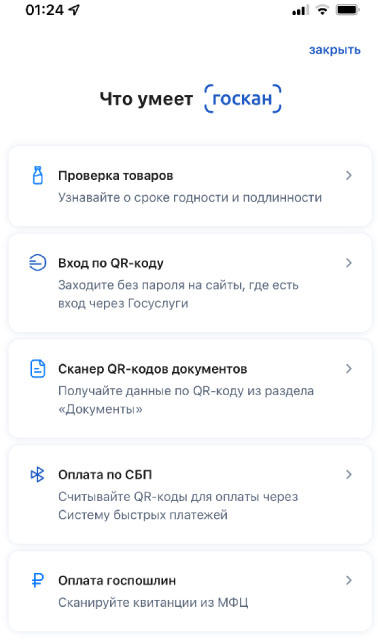 01:24
закрыть
Что умеет госкан
Проверка товаров
Узнавайте о сроке годности и подлинности
Вход по QR-коду
Заходите без пароля на сайты, где есть
вход через Госуслуги
Сканер QR-кодов документов
Получайте данные по QR-коду из раздела
«Документы»
Оплата по СБП
Считывайте QR-коды для оплаты через
Систему быстрых платежей
Оплата госпошлин
Сканируйте квитанции из МФЦ